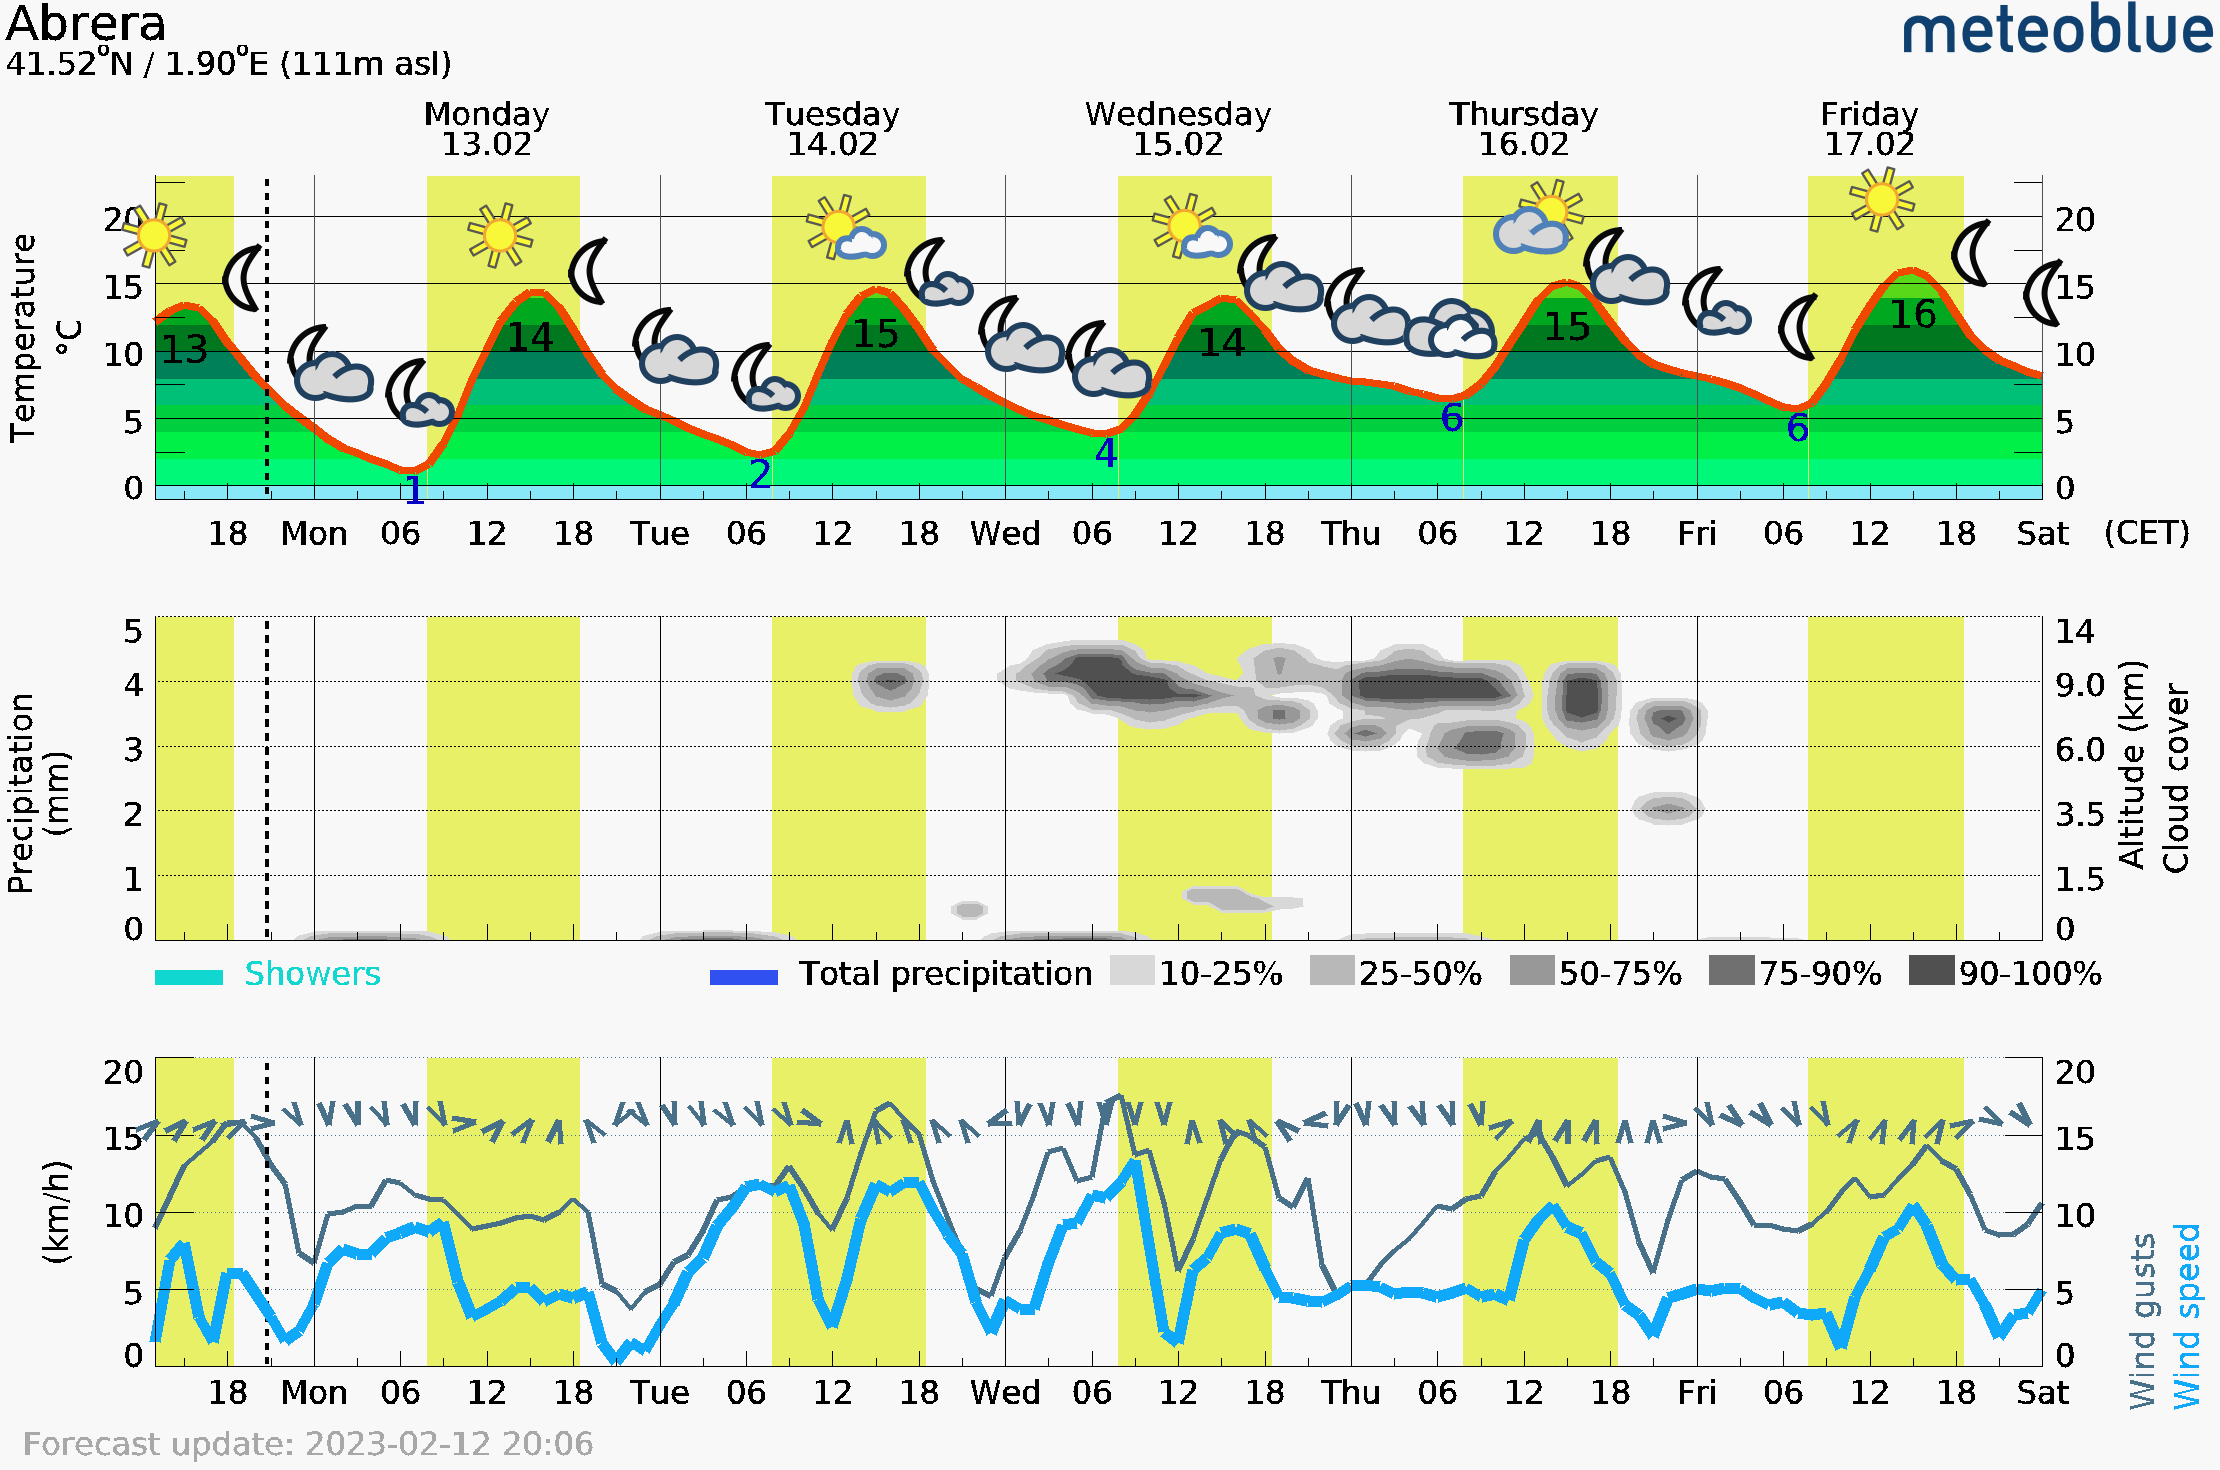 Abrera
meteoblue
41.52°N / 1.90°E (111m asl)
Monday
13.02
Tuesday
14.02
Wednesday
15.02
Thursday
16.02
Friday
17.02
Temperature
°C
20
15
10
5
0
13
1
14
2
15
4
14
6
15
6
16
20
15
10
5
0
18 Mon 06 12 18 Tue 06 12 18 Wed 06 12 18 Thu 06 12 18 Fri 06 12 18 Sat (CET)
Precipitation
(mm)
5
4
3
2
1
0
14
9.0
6.0
3.5
1.5
0
Altitude (km)
Cloud cover
Showers Total precipitation 10-25% 25-50% 50-75% 75-90% 90-100%
(km/h)
20
15
10
5
0
20
15
10
5
0
Wind gusts
Wind speed
18 Mon 06 12 18 Tue 06 12 18 Wed 06 12 18 Thu 06 12 18 Fri 06 12 18 Sat
Forecast update: 2023-02-12 20:06